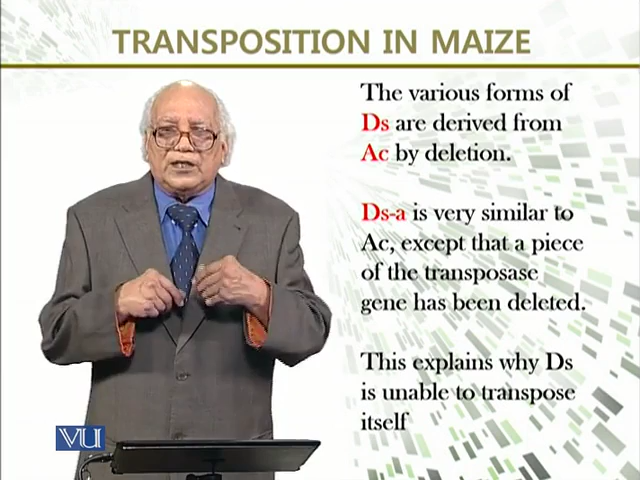 TRANSPOSITION IN MAIZE
The various forms of
Ds are derived from
Ac by deletion.
Ds-a is very similar to
Ac, except that a piece
of the transposase
gene has been deleted.
This explains why Ds
is unable to transpose
itself
VU